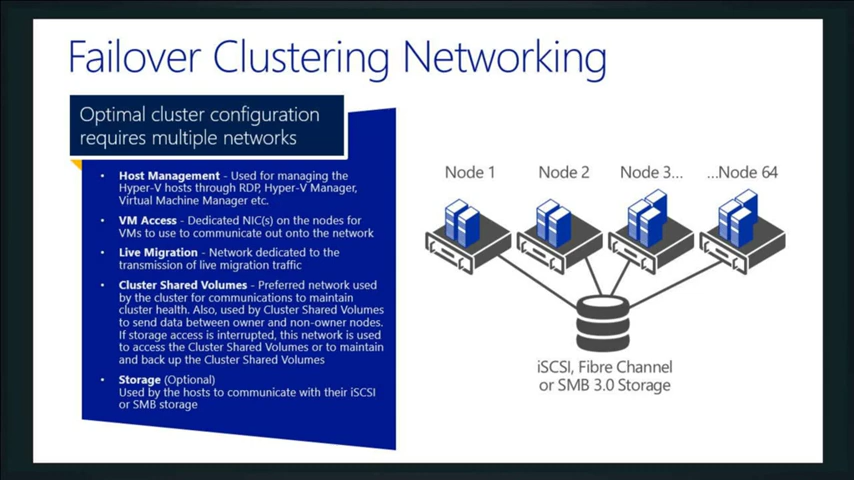 Failover Clustering Networking
Optimal cluster configuration
requires multiple networks
• Host Management - Used for managing the
Hyper-V hosts through RDP, Hyper-V Manager,
Virtual Machine Manager etc.
• VM Access - Dedicated NIC(s) on the nodes for
VMs to use to communicate out onto the network
• Live Migration - Network dedicated to the
transmission of live migration traffic
• Cluster Shared Volumes - Preferred network used
by the cluster for communications to maintain
cluster health. Also, used by Cluster Shared Volumes
to send data between owner and non-owner nodes.
If storage access is interrupted, this network is used
to access the Cluster Shared Volumes or to maintain
and back up the Cluster Shared Volumes
• Storage (Optional)
Used by the hosts to communicate with their iSCSI
or SMB storage
Node 1 Node 2 Node 3... ...Node 64
iSCSI, Fibre Channel
or SMB 3.0 Storage